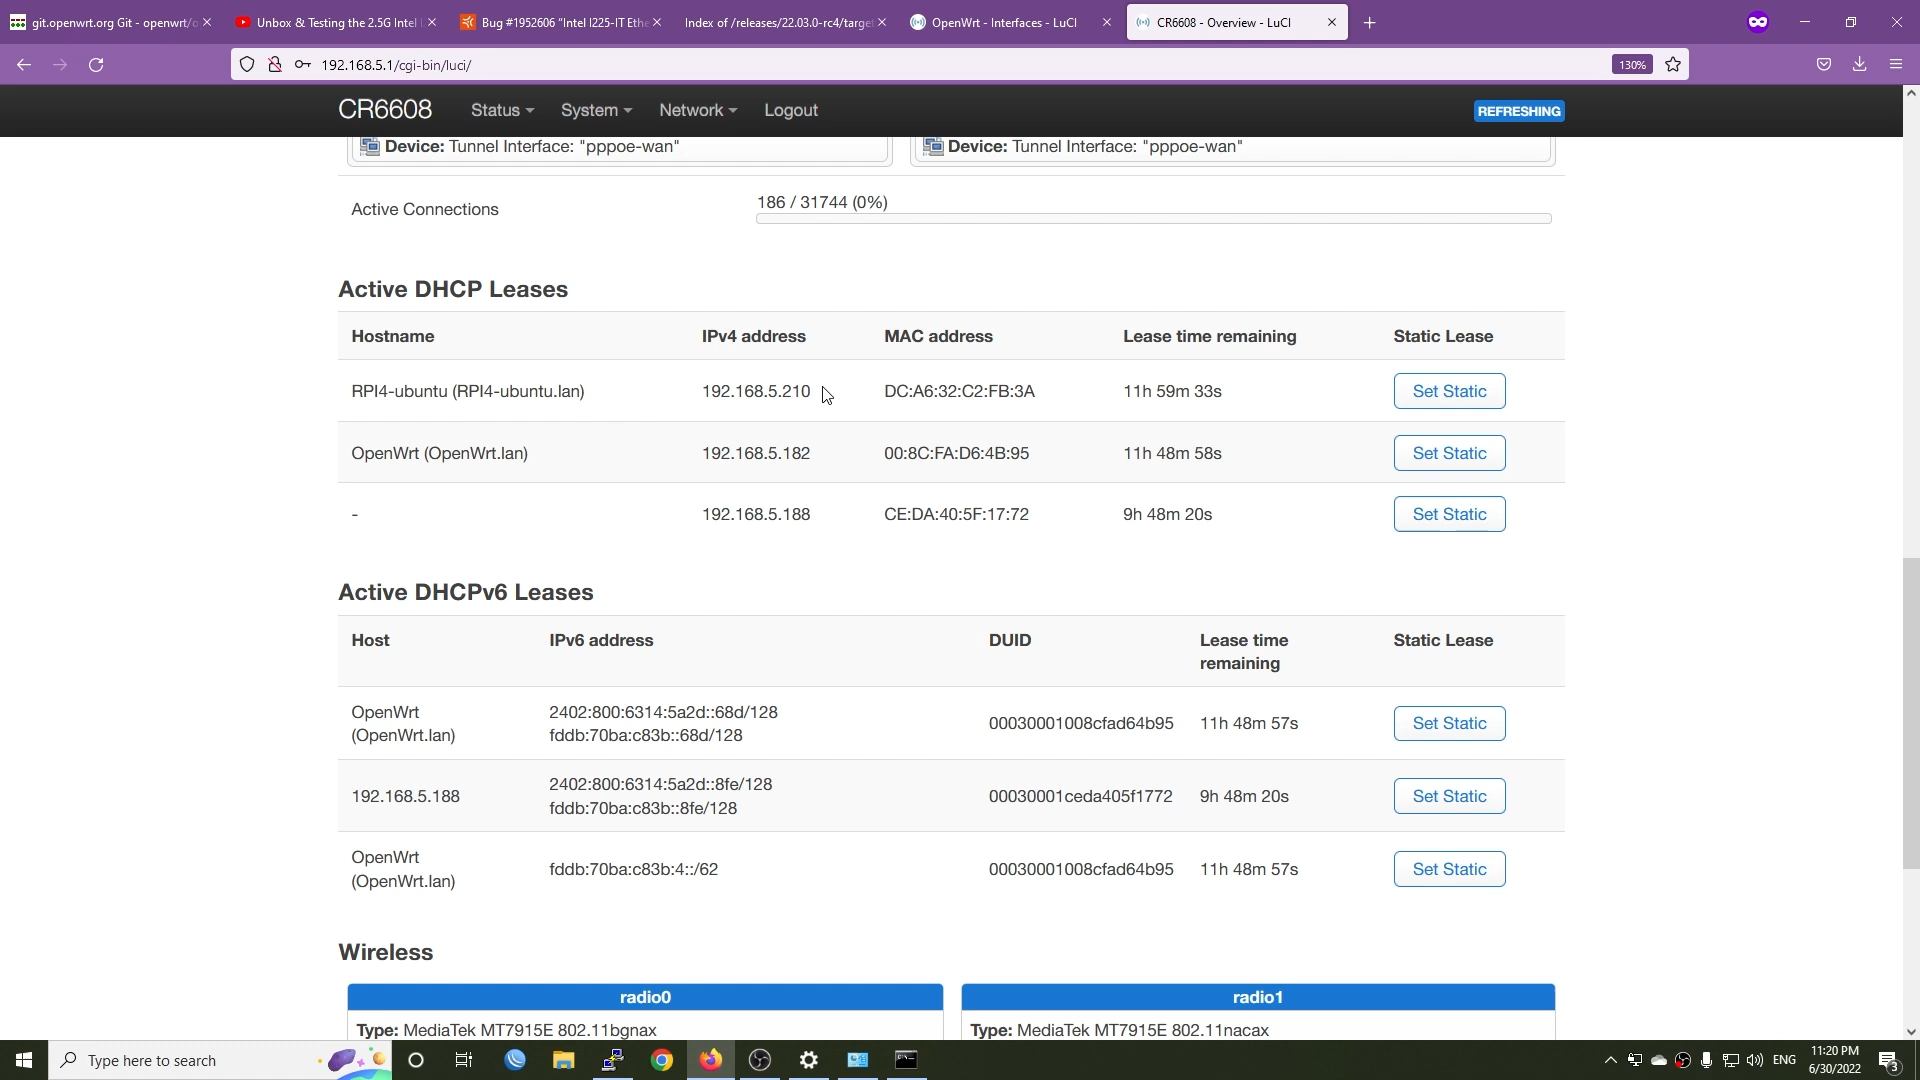 git.openwrt.org Git - openwrt/o
Unbox & Testing the 2.5G Intel I
Bug #1952606 "Intel I225-IT Ethe
Index of /releases/22.03.0-rc4/target
OpenWrt - Interfaces - LuCI
CR6608 - Overview - LuCI
192.168.5.1/cgi-bin/luci/
130%
CR6608
Status
System
Network
Logout
REFRESHING
Device: Tunnel Interface: "pppoe-wan"
Device: Tunnel Interface: "pppoe-wan"
Active Connections
186 / 31744 (0%)
Active DHCP Leases
Hostname IPv4 address MAC address Lease time remaining Static Lease
RPI4-ubuntu (RPI4-ubuntu.lan) 192.168.5.210 DC:A6:32:C2:FB:3A 11h 59m 33s Set Static
OpenWrt (OpenWrt.lan) 192.168.5.182 00:8C:FA:D6:4B:95 11h 48m 58s Set Static
- 192.168.5.188 CE:DA:40:5F:17:72 9h 48m 20s Set Static
Active DHCPv6 Leases
Host IPv6 address DUID Lease time remaining Static Lease
OpenWrt (OpenWrt.lan) 2402:800:6314:5a2d::68d/128 fddb:70ba:c83b::68d/128 00030001008cfad64b95 11h 48m 57s Set Static
192.168.5.188 2402:800:6314:5a2d::8fe/128 fddb:70ba:c83b::8fe/128 00030001ceda405f1772 9h 48m 20s Set Static
OpenWrt (OpenWrt.lan) fddb:70ba:c83b:4::/62 00030001008cfad64b95 11h 48m 57s Set Static
Wireless
radio0
radio1
Type: MediaTek MT7915E 802.11bgnax
Type: MediaTek MT7915E 802.11nacax
Type here to search
ENG
11:20 PM
6/30/2022
3